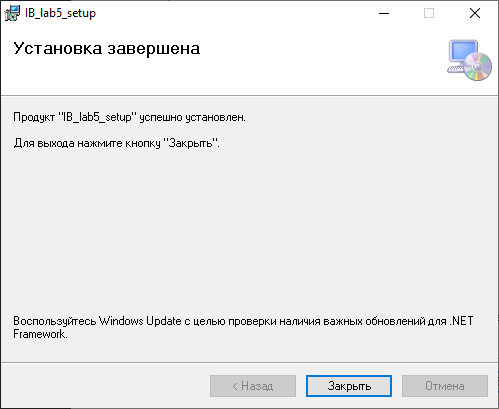 IB_lab5_setup
Установка завершена
Продукт "IB_lab5_setup" успешно установлен.
Для выхода нажмите кнопку "Закрыть".
Воспользуйтесь Windows Update с целью проверки наличия важных обновлений для .NET
Framework.
< Назад
Закрыть
Отмена